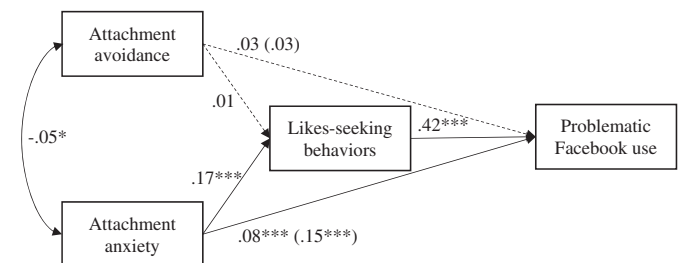 Attachment
avoidance
.03 (.03)
.01
-.05*
Likes-seeking
behaviors
.42***
Problematic
Facebook use
.17***
Attachment
anxiety
.08*** (.15***)